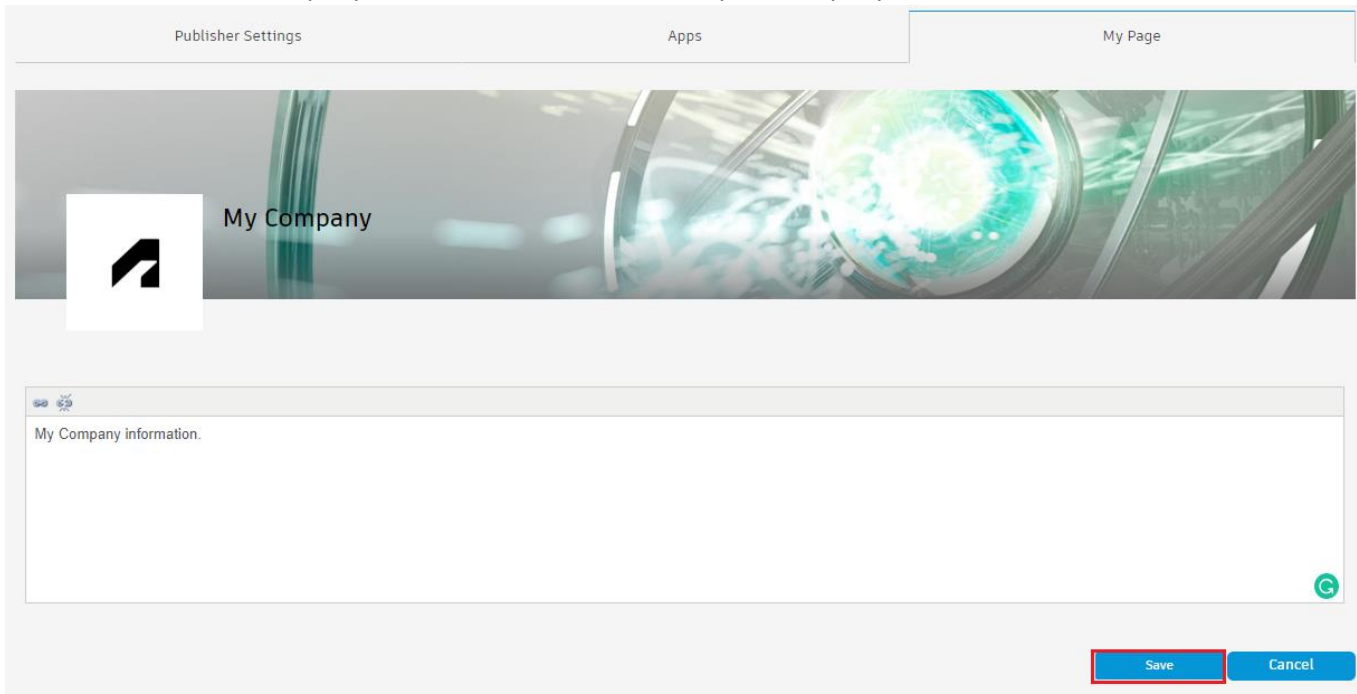 Publisher Settings
Apps
My Page
My Company
My Company information.
Save
Cancel